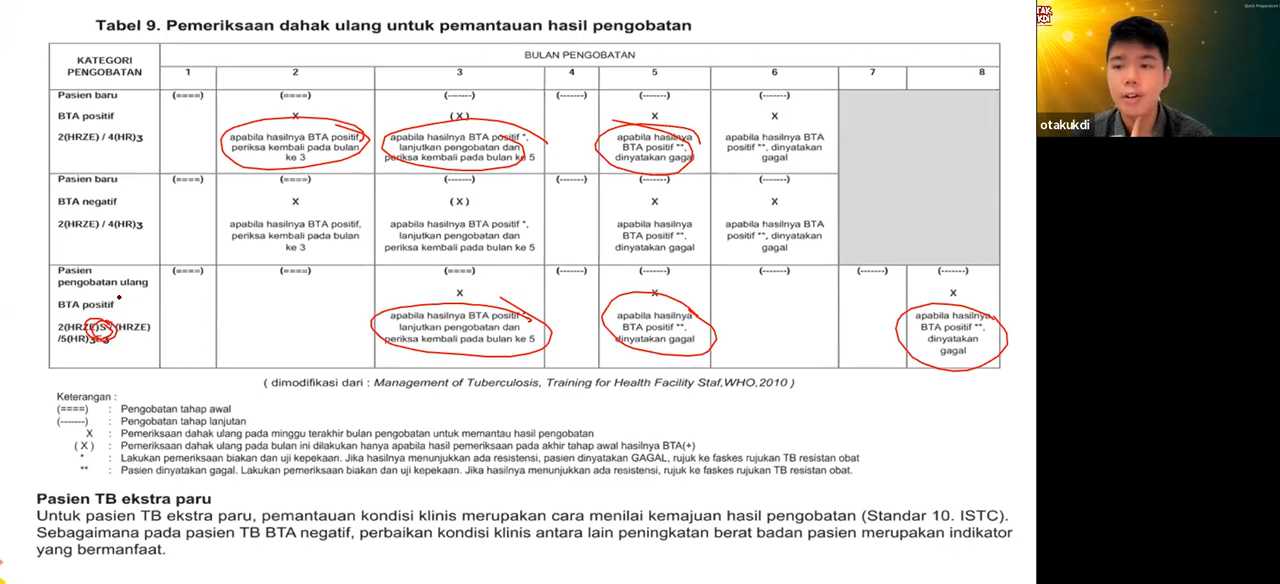 Tabel 9. Pemeriksaan dahak ulang untuk pemantauan hasil pengobatan
KATEGORI PENGOBATAN
BULAN PENGOBATAN
1 2 3 4 5 6 7 8
Pasien baru
BTA positif
2(HRZE) / 4(HR)3
(====)
(====)
X
apabila hasilnya BTA positif,
periksa kembali pada bulan
ke 3
(-------)
(X)
apabila hasilnya BTA positif *,
lanjutkan pengobatan dan
periksa kembali pada bulan ke 5
(-------)
(-------)
X
apabila hasilnya
BTA positif **,
dinyatakan gagal
(-------)
X
apabila hasilnya BTA
positif **, dinyatakan
gagal
Pasien baru
BTA negatif
2(HRZE) / 4(HR)3
(====)
(====)
X
apabila hasilnya BTA positif,
periksa kembali pada bulan
ke 3
(-------)
(X)
apabila hasilnya BTA positif *,
lanjutkan pengobatan dan
periksa kembali pada bulan ke 5
(-------)
(-------)
X
apabila hasilnya
BTA positif **,
dinyatakan gagal
(-------)
X
apabila hasilnya BTA
positif **, dinyatakan
gagal
Pasien
pengobatan ulang
BTA positif
2(HRZE)S/(HRZE)
/5(HR)3E3
(====)
(====)
(====)
X
apabila hasilnya BTA positif *,
lanjutkan pengobatan dan
periksa kembali pada bulan ke 5
(-------)
(-------)
X
apabila hasilnya
BTA positif **,
dinyatakan gagal
(-------)
(-------)
(-------)
X
apabila hasilnya
BTA positif **,
dinyatakan
gagal
( dimodifikasi dari : Management of Tuberculosis, Training for Health Facility Staf,WHO,2010 )
Keterangan :
(====) : Pengobatan tahap awal
(-------) : Pengobatan tahap lanjutan
X : Pemeriksaan dahak ulang pada minggu terakhir bulan pengobatan untuk memantau hasil pengobatan
( X ) : Pemeriksaan dahak ulang pada bulan ini dilakukan hanya apabila hasil pemeriksaan pada akhir tahap awal hasilnya BTA(+)
* : Lakukan pemeriksaan biakan dan uji kepekaan. Jika hasilnya menunjukkan ada resistensi, pasien dinyatakan GAGAL, rujuk ke faskes rujukan TB resistan obat
** : Pasien dinyatakan gagal. Lakukan pemeriksaan biakan dan uji kepekaan. Jika hasilnya menunjukkan ada resistensi, rujuk ke faskes rujukan TB resistan obat.
Pasien TB ekstra paru
Untuk pasien TB ekstra paru, pemantauan kondisi klinis merupakan cara menilai kemajuan hasil pengobatan (Standar 10. ISTC).
Sebagaimana pada pasien TB BTA negatif, perbaikan kondisi klinis antara lain peningkatan berat badan pasien merupakan indikator
yang bermanfaat.
TAK
KDI
Quick Preparation
otakukdi